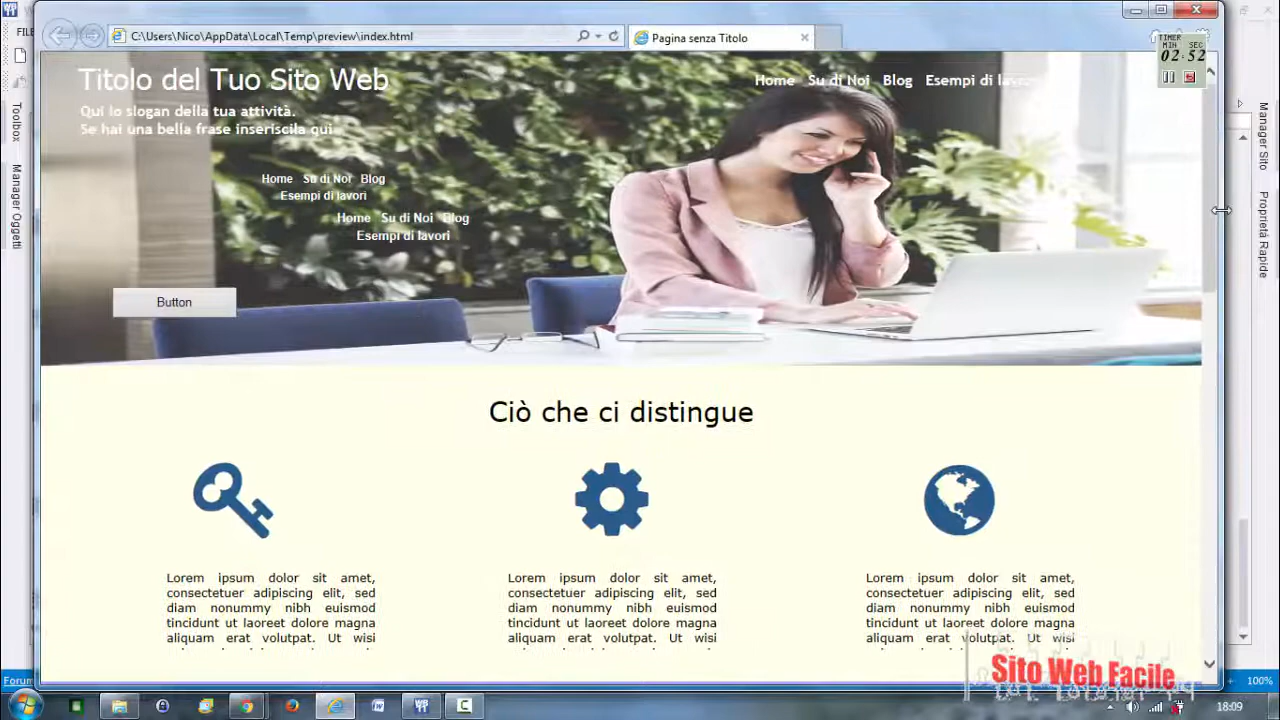 FILE
C:\Users\Nico\AppData\Local\Temp\preview\index.html
Pagina senza Titolo
TIMER
MIN SEC
02:52
Titolo del Tuo Sito Web
Home Su di Noi Blog Esempi di
Qui lo slogan della tua attività.
Se hai una bella frase inseriscila qui
Home Su di Noi Blog
Esempi di lavori
Home Su di Noi Blog
Esempi di lavori
Button
Toolbox
Manager Oggetti
Manager Sito
Proprietà Rapide
Ciò che ci distingue
Lorem ipsum dolor sit amet,
consectetuer adipiscing elit, sed
diam nonummy nibh euismod
tincidunt ut laoreet dolore magna
aliquam erat volutpat. Ut wisi
Lorem ipsum dolor sit amet,
consectetuer adipiscing elit, sed
diam nonummy nibh euismod
tincidunt ut laoreet dolore magna
aliquam erat volutpat. Ut wisi
Lorem ipsum dolor sit amet,
consectetuer adipiscing elit, sed
diam nonummy nibh euismod
tincidunt ut laoreet dolore magna
aliquam erat volutpat. Ut wisi
Sito Web Facile
Forum
100%
18:09